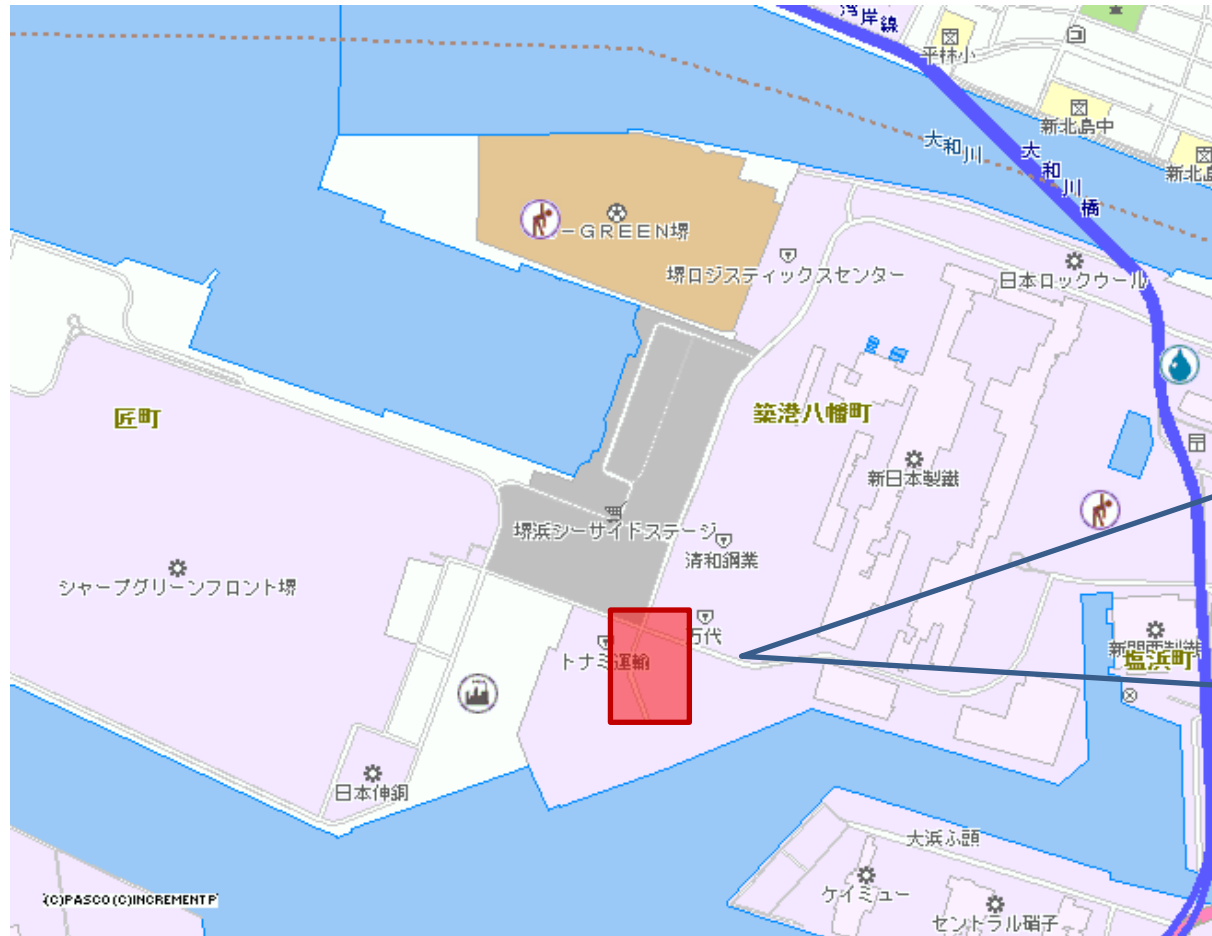 湾岸線
平林小
新北島中
新北島
大和川
大和川橋
-GREEN堺
堺ロジスティックスセンター
日本ロックウール
匠町
築港八幡町
新日本製鐵
堺浜シーサイドステージ
済和鋼業
シャープグリーンフロント堺
万代
トナミ運輸
新関西製鐵
塩浜町
日本伸銅
大浜ふ頭
(C)PASCO (C)INCREMENT P
ケイミュー
セントラル硝子